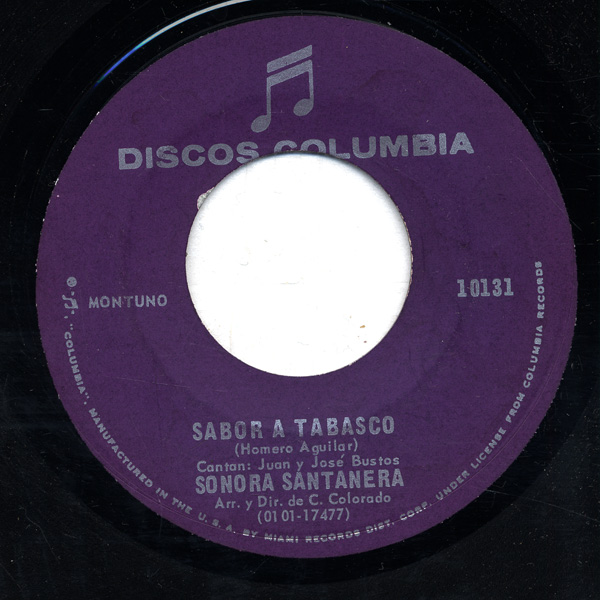 DISCOS COLUMBIA
MONTUNO
10131
SABOR A TABASCO
(Homero Aguilar)
Cantan: Juan y José Bustos
SONORA SANTANERA
Arr. y Dir. de C. Colorado
(0101-17477)
® "COLUMBIA", MANUFACTURED IN THE U. S. A. BY MIAMI RECORDS DIST. CORP. UNDER LICENSE FROM COLUMBIA RECORDS